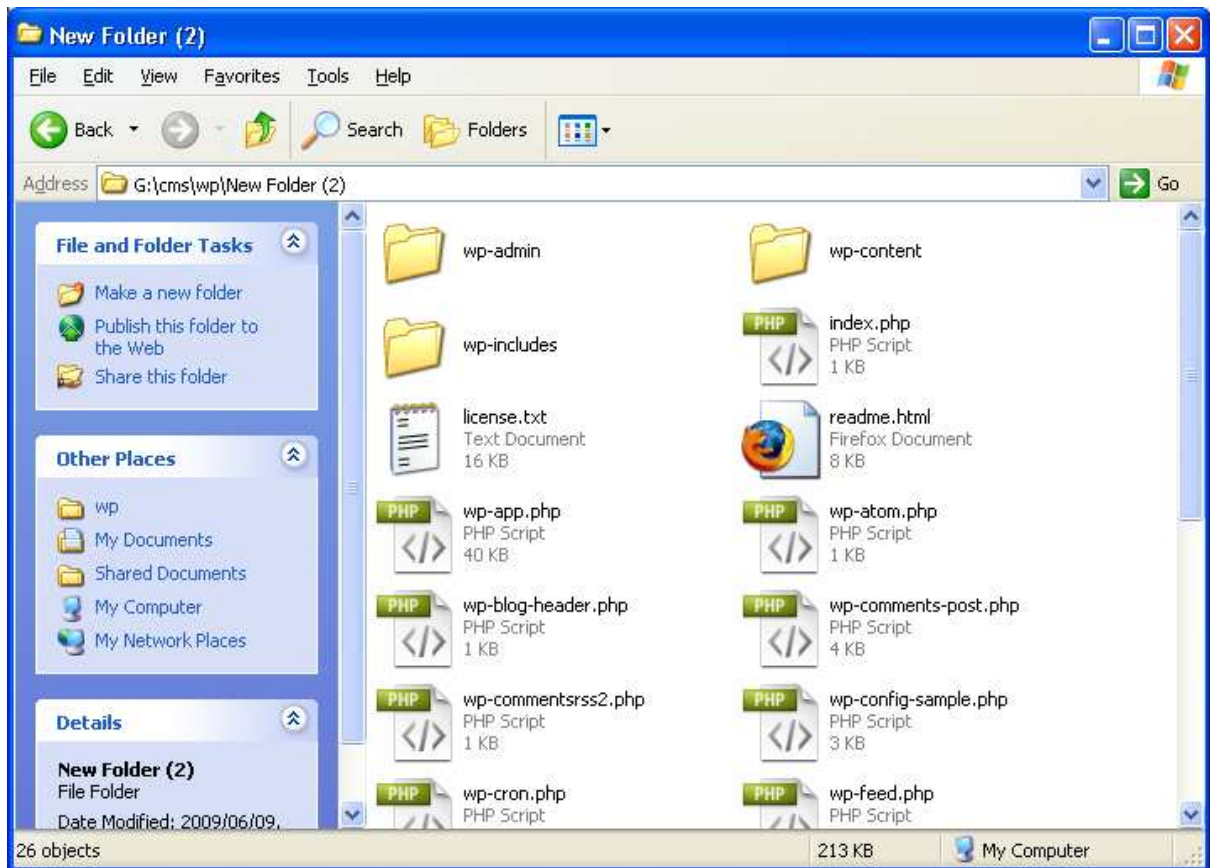 New Folder (2)
File Edit View Favorites Tools Help
Back Search Folders
Address G:\cms\wp\New Folder (2) Go
File and Folder Tasks
Make a new folder
Publish this folder to
the Web
Share this folder
Other Places
wp
My Documents
Shared Documents
My Computer
My Network Places
Details
New Folder (2)
File Folder
Date Modified: 2009/06/09,
wp-admin
wp-content
wp-includes
PHP
index.php
PHP Script
1 KB
license.txt
Text Document
16 KB
readme.html
Firefox Document
8 KB
PHP
wp-app.php
PHP Script
40 KB
PHP
wp-atom.php
PHP Script
1 KB
PHP
wp-blog-header.php
PHP Script
1 KB
PHP
wp-comments-post.php
PHP Script
4 KB
PHP
wp-commentsrss2.php
PHP Script
1 KB
PHP
wp-config-sample.php
PHP Script
3 KB
PHP
wp-cron.php
PHP Script
PHP
wp-feed.php
PHP Script
26 objects 213 KB My Computer